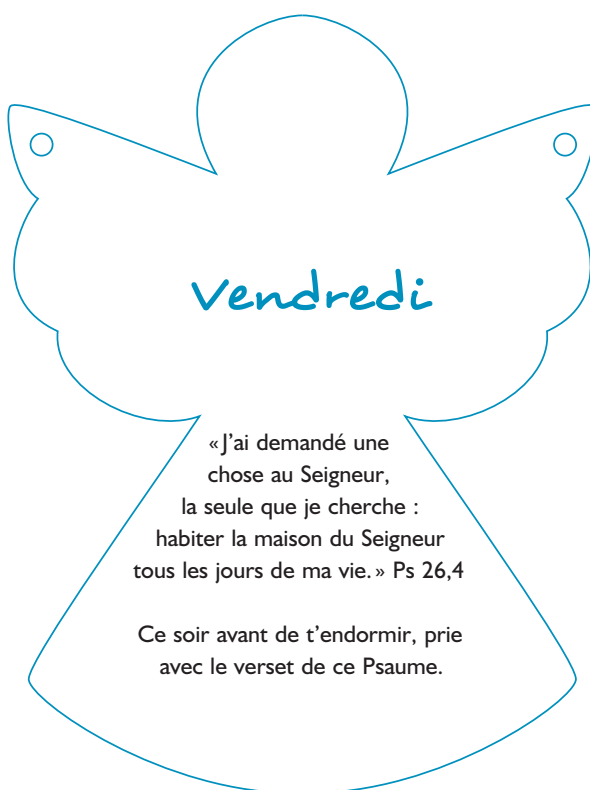 Vendredi
«J'ai demandé une
chose au Seigneur,
la seule que je cherche :
habiter la maison du Seigneur
tous les jours de ma vie.» Ps 26,4
Ce soir avant de t'endormir, prie
avec le verset de ce Psaume.